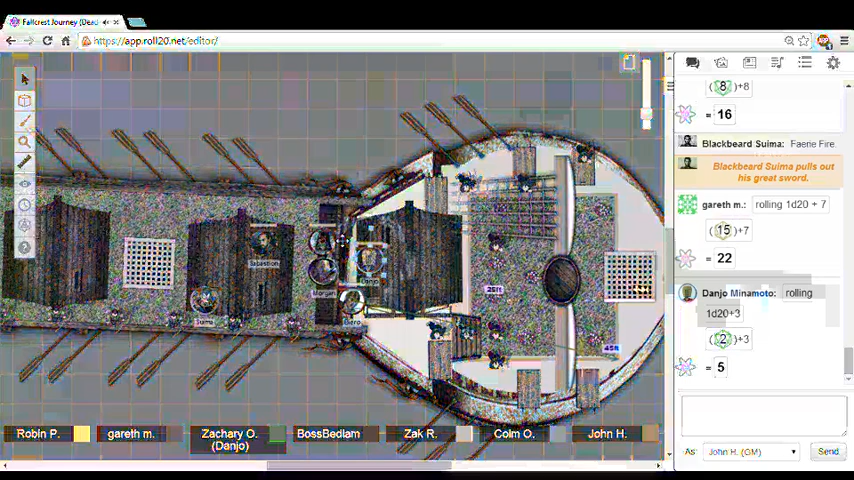 Fallcrest Journey (Dead
https://app.roll20.net/editor/
(8)+8
= 16
Blackbeard Suima: Faerie Fire.
Blackbeard Suima pulls out
his great sword.
gareth m.: rolling 1d20 + 7
(15)+7
= 22
Danjo Minamoto: rolling
1d20+3
(2)+3
= 5
Sabastion
Morgan
Danjo
Suima
25ft
45ft
Robin P.
gareth m.
Zachary O.
(Danjo)
BossBedlam
Zak R.
Colm O.
John H.
As: John H. (GM)
Send